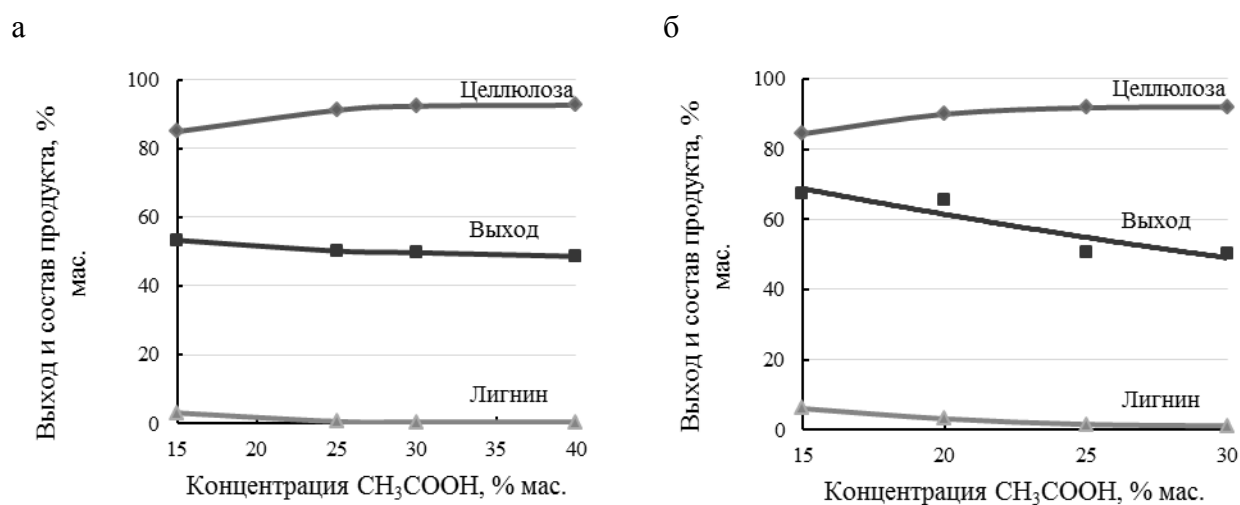 а
б
Выход и состав продукта, %
мас.
100
80
60
40
20
0
Целлюлоза
Выход
Лигнин
15
20
25
30
35
40
Концентрация CH₃COOH, % мас.
Выход и состав продукта, %
мас.
100
80
60
40
20
0
Целлюлоза
Выход
Лигнин
15
20
25
30
Концентрация CH₃COOH, % мас.